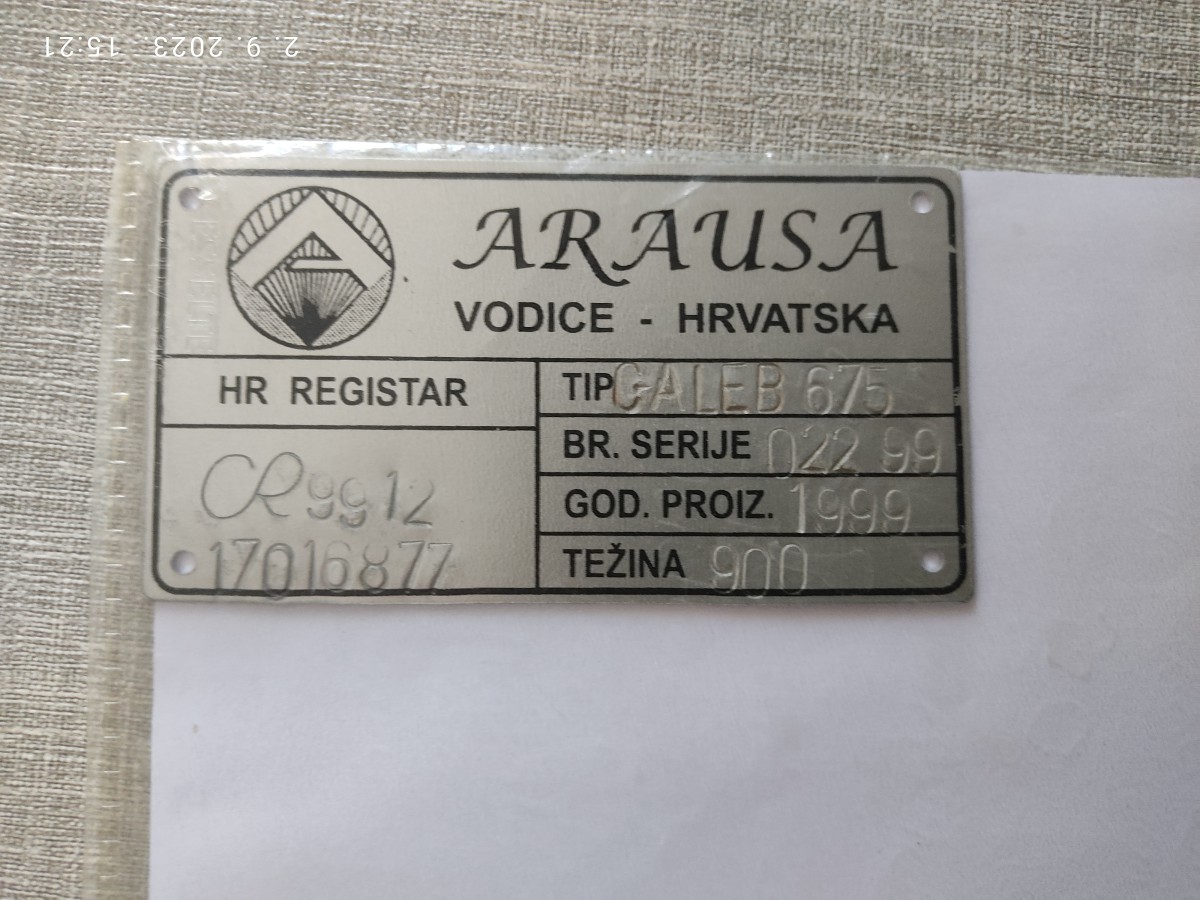 2. 9. 2023. 15:21
ARAUSA
VODICE - HRVATSKA
HR REGISTAR
CR 9912
17016877
TIP GALEB 675
BR. SERIJE 022 99
GOD. PROIZ. 1999
TEŽINA 900